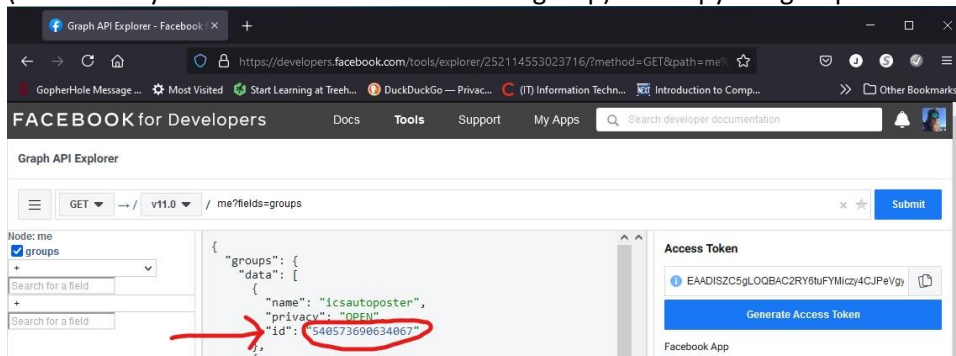 Graph API Explorer - Facebook f
https://developers.facebook.com/tools/explorer/252114553023716/?method=GET&path=me%
GopherHole Message ... Most Visited Start Learning at Treeh... DuckDuckGo — Privac... (IT) Information Techn... Introduction to Comp... Other Bookmarks
FACEBOOK for Developers Docs Tools Support My Apps Search developer documentation
Graph API Explorer
GET → / v11.0 / me?fields=groups Submit
Node: me
groups
+
Search for a field
+
Search for a field
{
"groups": {
"data": [
{
"name": "icsautoposter",
"privacy": "OPEN",
"id": "540573690634067"
},
{
Access Token
Generate Access Token
Facebook App